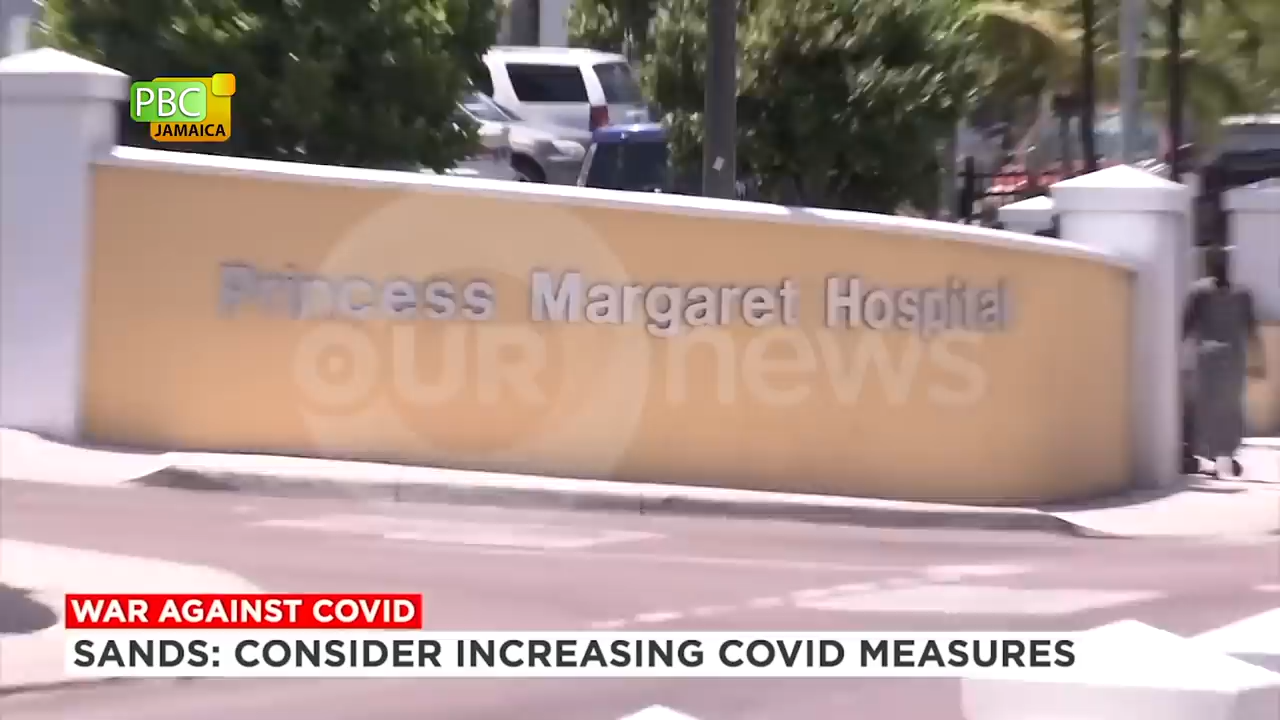 PBC
JAMAICA
Princess Margaret Hospital
OUR news
WAR AGAINST COVID
SANDS: CONSIDER INCREASING COVID MEASURES